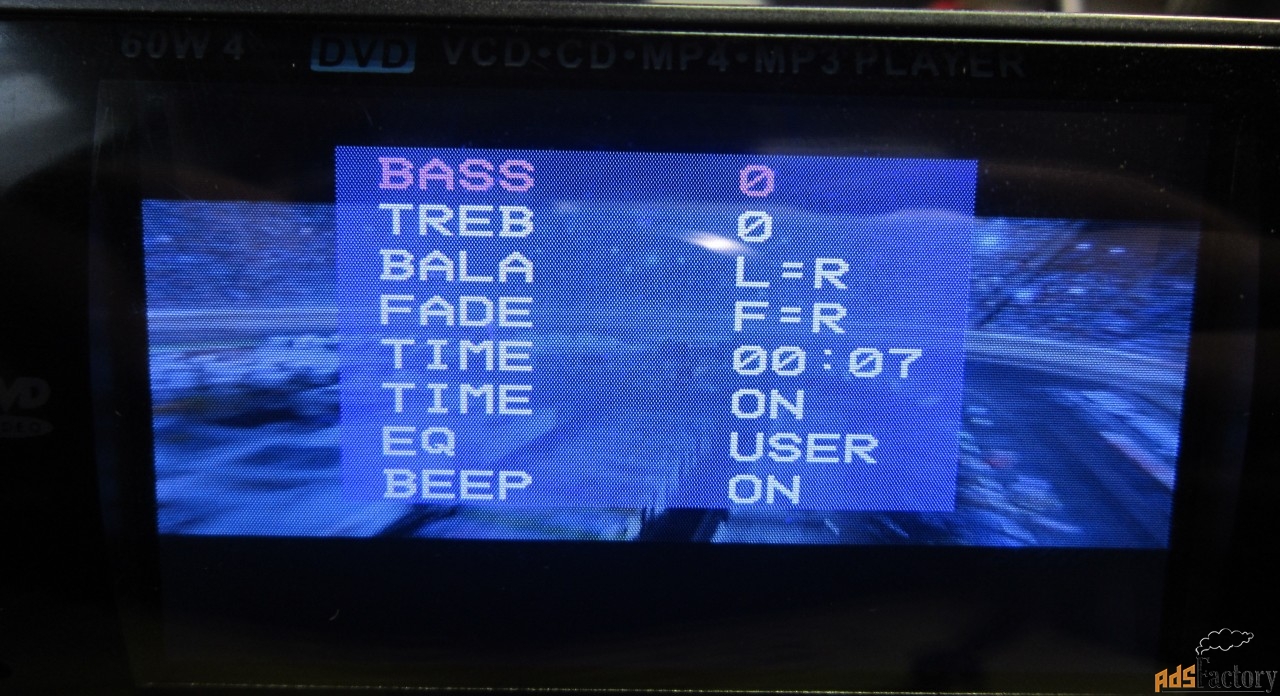 60W 4 DVD VCD•CD•MP4•MP3 PLAYER
BASS 0
TREB 0
BALA L=R
FADE F=R
TIME 00:07
TIME ON
EQ USER
BEEP ON
AdsFactory